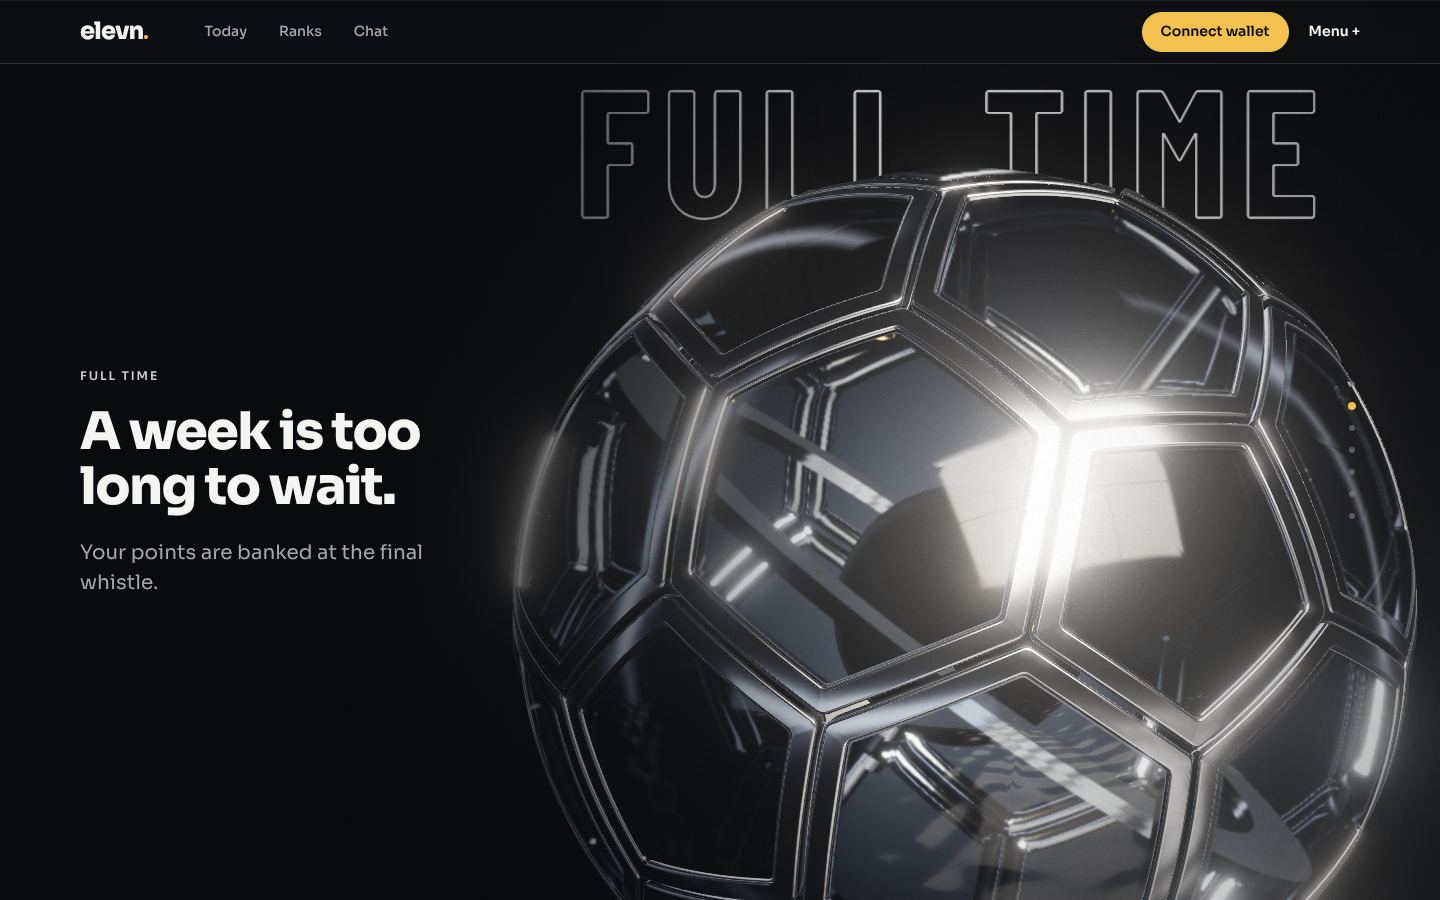 elevn.
Today
Ranks
Chat
Connect wallet
Menu +
FULL TIME
FULL TIME
A week is too
long to wait.
Your points are banked at the final
whistle.